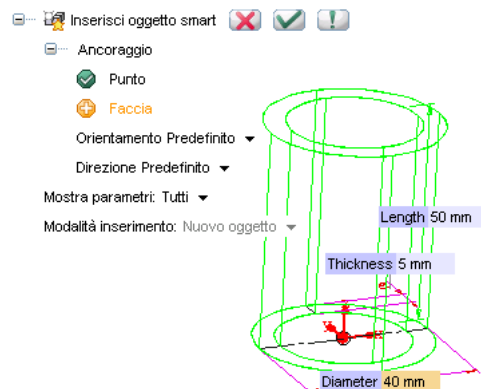 Inserisci oggetto smart
Ancoraggio
Punto
Faccia
Orientamento Predefinito
Direzione Predefinito
Mostra parametri: Tutti
Modalità inserimento: Nuovo oggetto
Length 50 mm
Thickness 5 mm
Diameter 40 mm